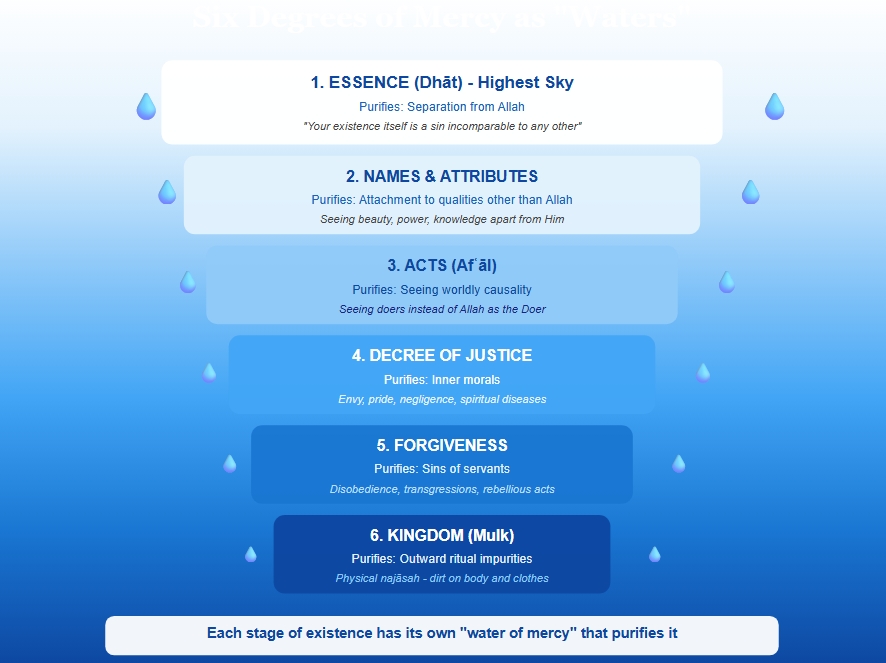 Six Degrees of Mercy as "Waters"
1. ESSENCE (Dhāt) - Highest Sky
Purifies: Separation from Allah
"Your existence itself is a sin incomparable to any other"
2. NAMES & ATTRIBUTES
Purifies: Attachment to qualities other than Allah
Seeing beauty, power, knowledge apart from Him
3. ACTS (Afʿāl)
Purifies: Seeing worldly causality
Seeing doers instead of Allah as the Doer
4. DECREE OF JUSTICE
Purifies: Inner morals
Envy, pride, negligence, spiritual diseases
5. FORGIVENESS
Purifies: Sins of servants
Disobedience, transgressions, rebellious acts
6. KINGDOM (Mulk)
Purifies: Outward ritual impurities
Physical najāsah - dirt on body and clothes
Each stage of existence has its own "water of mercy" that purifies it